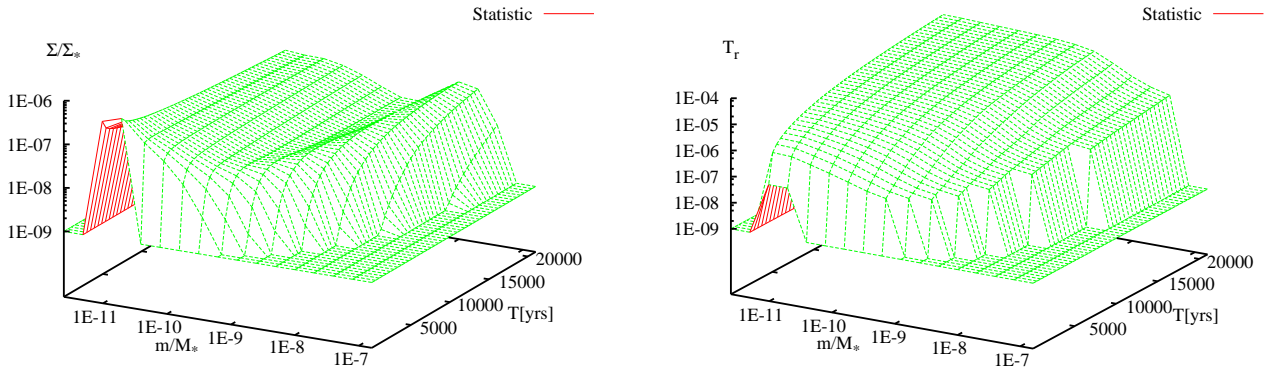 Statistic
Σ/Σ*
1E-06
1E-07
1E-08
1E-09
1E-11
1E-10
1E-9
1E-8
1E-7
m/M*
5000
10000
15000
20000
T[yrs]
Statistic
Tr
1E-04
1E-05
1E-06
1E-07
1E-08
1E-09
1E-11
1E-10
1E-9
1E-8
1E-7
m/M*
5000
10000
15000
20000
T[yrs]